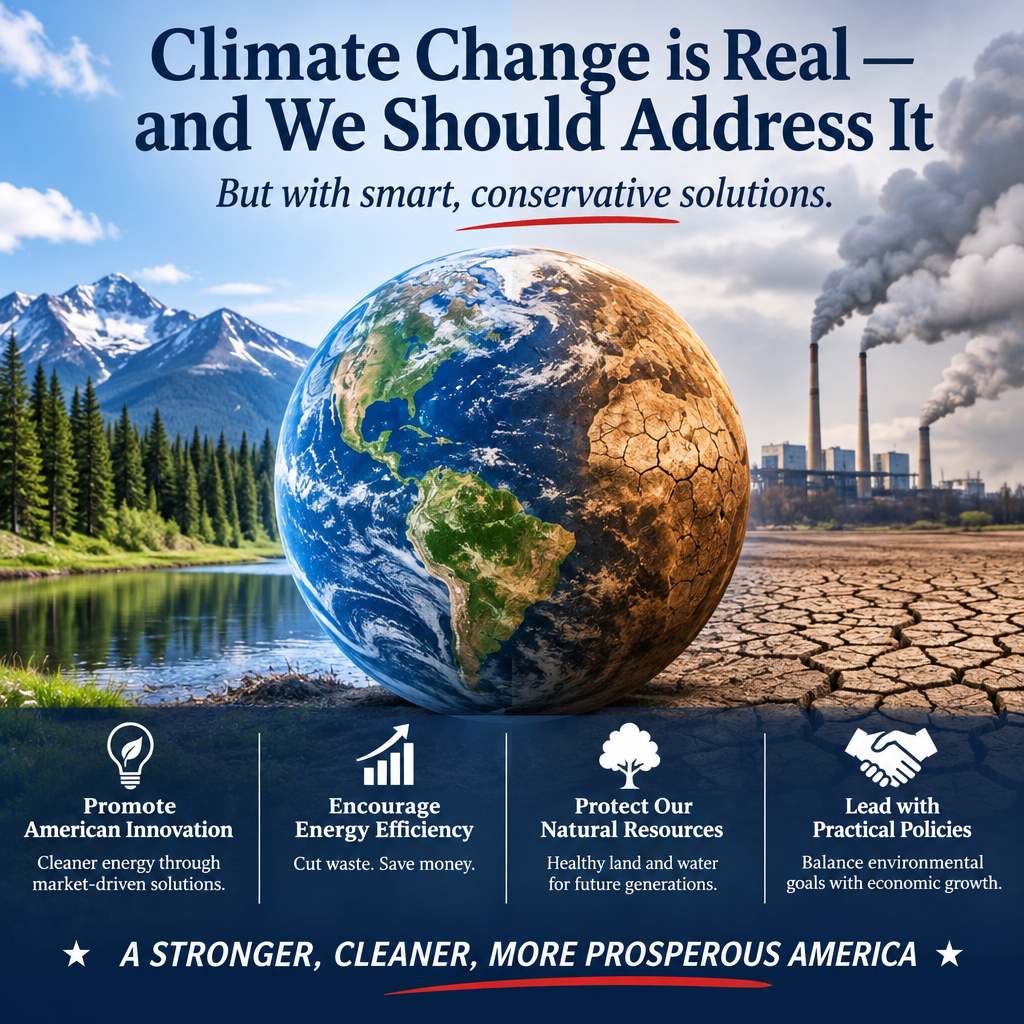 Climate Change is Real —
and We Should Address It
But with smart, conservative solutions.
Promote
American Innovation
Cleaner energy through
market-driven solutions.
Encourage
Energy Efficiency
Cut waste. Save money.
Protect Our
Natural Resources
Healthy land and water
for future generations.
Lead with
Practical Policies
Balance environmental
goals with economic growth.
A STRONGER, CLEANER, MORE PROSPEROUS AMERICA